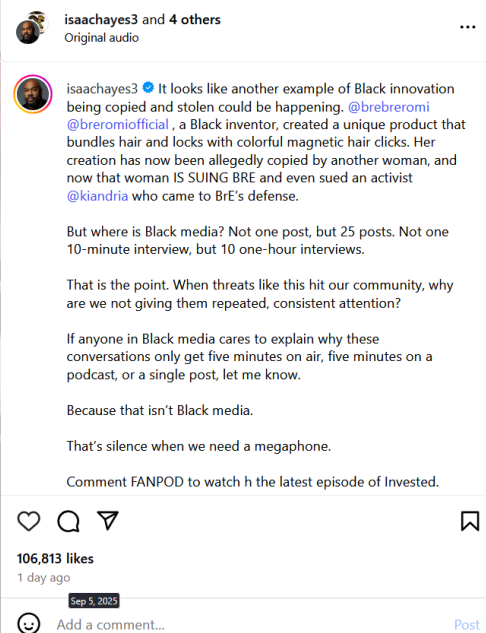 isaachayes3 and 4 others
Original audio
isaachayes3 It looks like another example of Black innovation
being copied and stolen could be happening. @brebreromi
@breromiofficial , a Black inventor, created a unique product that
bundles hair and locks with colorful magnetic hair clicks. Her
creation has now been allegedly copied by another woman, and
now that woman IS SUING BRE and even sued an activist
@kiandria who came to BrE's defense.
But where is Black media? Not one post, but 25 posts. Not one
10-minute interview, but 10 one-hour interviews.
That is the point. When threats like this hit our community, why
are we not giving them repeated, consistent attention?
If anyone in Black media cares to explain why these
conversations only get five minutes on air, five minutes on a
podcast, or a single post, let me know.
Because that isn't Black media.
That's silence when we need a megaphone.
Comment FANPOD to watch h the latest episode of Invested.
106,813 likes
1 day ago
Sep 5, 2025
Add a comment...
Post